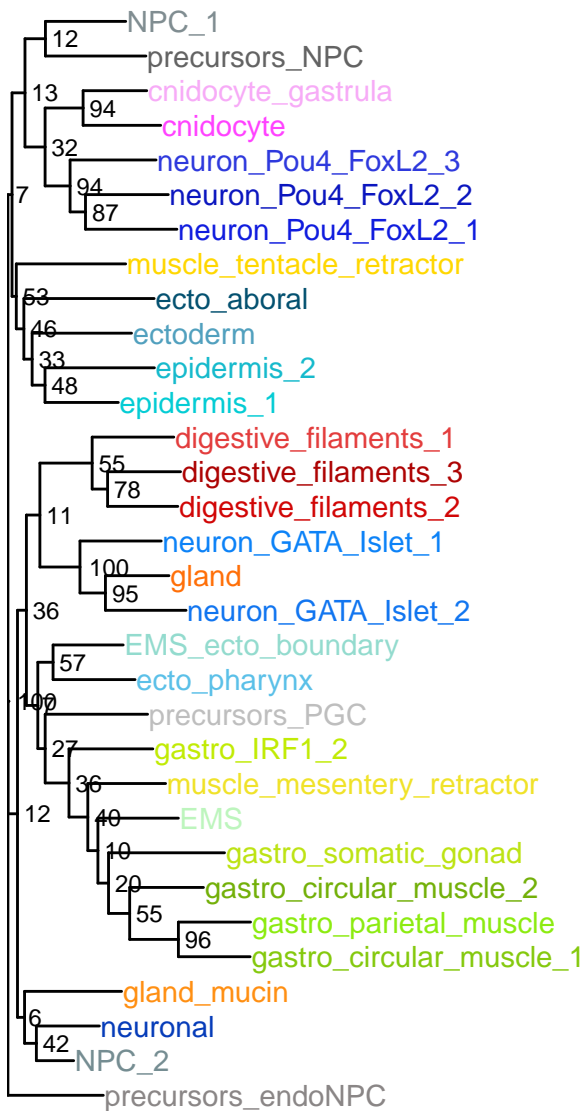 NPC_1
12
precursors_NPC
13
cnidocyte_gastrula
94
cnidocyte
32
neuron_Pou4_FoxL2_3
94
neuron_Pou4_FoxL2_2
7
87
neuron_Pou4_FoxL2_1
muscle_tentacle_retractor
53
ecto_aboral
46
ectoderm
33
epidermis_2
48
epidermis_1
digestive_filaments_1
55
digestive_filaments_3
78
digestive_filaments_2
11
neuron_GATA_Islet_1
100
gland
95
neuron_GATA_Islet_2
36
EMS_ecto_boundary
57
ecto_pharynx
100
7
precursors_PGC
27
gastro_IRF1_2
36
muscle_mesentery_retractor
12
40
EMS
10
gastro_somatic_gonad
20
gastro_circular_muscle_2
55
gastro_parietal_muscle
96
gastro_circular_muscle_1
gland_mucin
6
neuronal
42
NPC_2
precursors_endoNPC